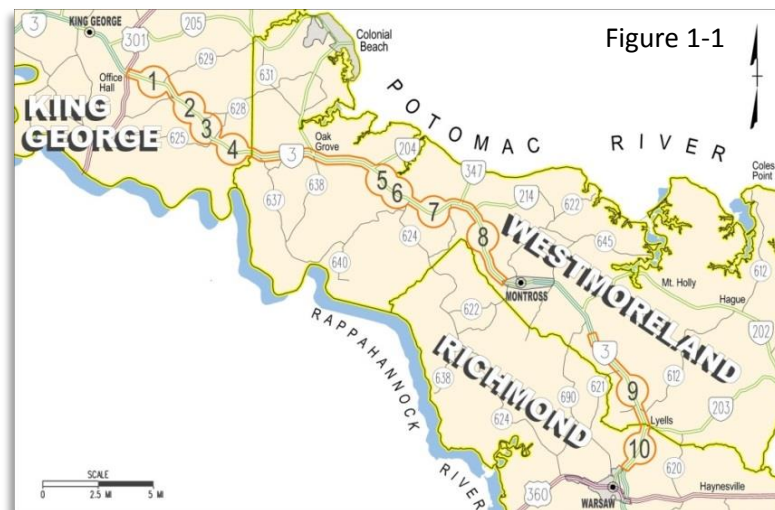 Figure 1-1
3
KING GEORGE
205
301
Colonial
Beach
Office
Hall
1
629
631
KING
GEORGE
2
628
3
625
4
POTOMAC RIVER
Oak
Grove
3
204
637
638
5
6
347
Coles
Point
7
214
622
624
8
645
612
WESTMORELAND
640
MONTROSS
Mt. Holly
Hague
622
202
RAPPAHANNOCK
RIVER
RICHMOND
3
638
690
621
612
9
203
624
Lyells
10
620
SCALE
0 2.5 MI 5 MI
360
WARSAW
Haynesville